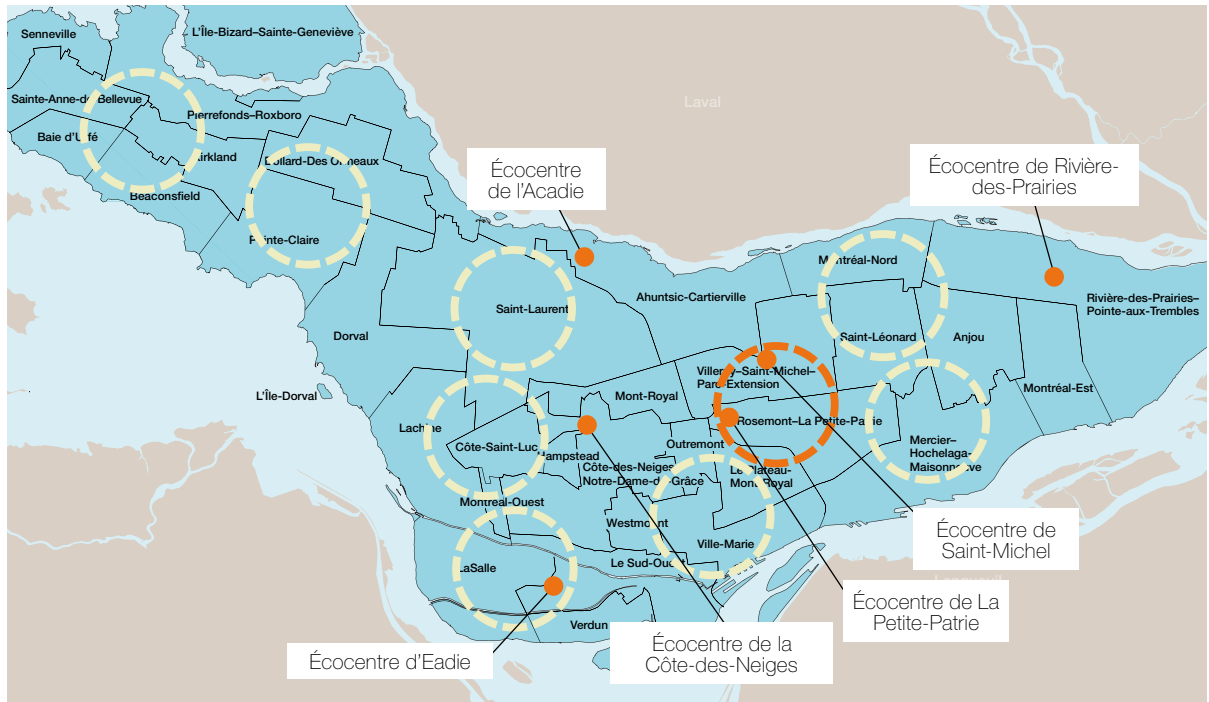 Senneville
L'Île-Bizard–Sainte-Geneviève
Sainte-Anne-de-Bellevue
Pierrefonds–Roxboro
Laval
Baie d'Urfé
Kirkland
Dollard-Des Ormeaux
Beaconsfield
Pointe-Claire
Écocentre
de l'Acadie
Écocentre de Rivière-
des-Prairies
Montréal-Nord
Ahuntsic-Cartierville
Rivière-des-Prairies–
Pointe-aux-Trembles
Saint-Laurent
Dorval
Saint-Léonard
Anjou
Villeray–Saint-Michel–
Parc-Extension
Montréal-Est
L'Île-Dorval
Mont-Royal
Lachine
Rosemont–La Petite-Patrie
Outremont
Mercier–
Hochelaga-
Maisonneuve
Côte-Saint-Luc
Hampstead
Côte-des-Neiges
Notre-Dame-de-Grâce
Le Plateau-
Mont-Royal
Montréal-Ouest
Westmount
Ville-Marie
Écocentre de
Saint-Michel
LaSalle
Le Sud-Ouest
Longueuil
Écocentre de La
Petite-Patrie
Verdun
Écocentre de la
Côte-des-Neiges
Écocentre d'Eadie